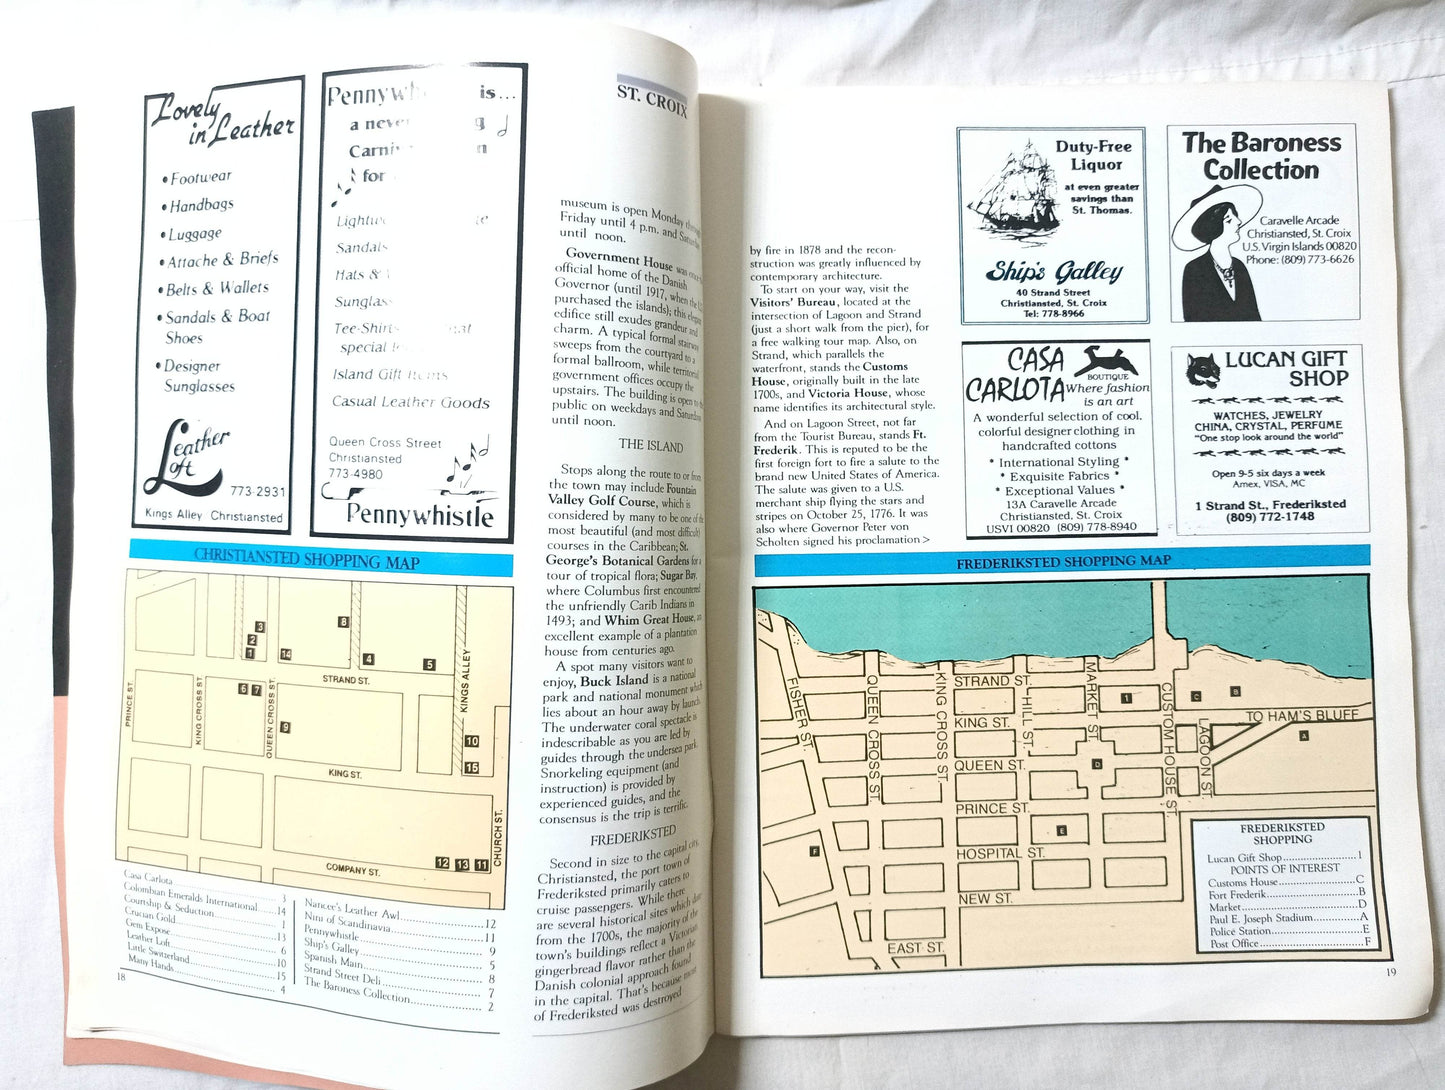 Lovely
in Leather
• Footwear
• Handbags
• Luggage
• Attache & Briefs
• Belts & Wallets
• Sandals & Boat
Shoes
• Designer
Sunglasses
Leather
Loft
773-2931
Kings Alley Christiansted
is...
a
Carni
for
Sandals
Hats &
Tee-Shirts
special
Island Gift Items
Casual Leather Goods
Queen Cross Street
Christiansted
773-4980
Pennywhistle
ST. CROIX
museum is open Monday through
Friday until 4 p.m. and Saturday
until noon.
Government House was once the
official home of the Danish
Governor (until 1917, when the U.S.
purchased the islands); this elegant
edifice still exudes grandeur and
charm. A typical formal stairway
sweeps from the courtyard to a
formal ballroom, while territorial
government offices occupy the
upstairs. The building is open to the
public on weekdays and Saturdays
until noon.
THE ISLAND
Stops along the route to or from
the town may include Fountain
Valley Golf Course, which is
considered by many to be one of the
most beautiful (and most difficult)
courses in the Caribbean; St.
George's Botanical Gardens for a
tour of tropical flora; Sugar Bay,
where Columbus first encountered
the unfriendly Carib Indians in
1493; and Whim Great House, an
excellent example of a plantation
house from centuries ago.
A spot many visitors want to
enjoy, Buck Island is a national
park and national monument which
lies about an hour away by launch.
The underwater coral spectacle is
indescribable as you are led by
guides through the undersea park.
Snorkeling equipment (and
instruction) is provided by
experienced guides, and the
consensus is the trip is terrific.
FREDERIKSTED
Second in size to the capital city,
Christiansted, the port town of
Frederiksted primarily caters to
cruise passengers. While there
are several historical sites which date
from the 1700s, the majority of the
town's buildings reflect a Victorian
gingerbread flavor rather than the
Danish colonial approach found
in the capital. That's because most
of Frederiksted was destroyed
CHRISTIANSTED SHOPPING MAP
3
2
1
14
8
4
5
STRAND ST.
KINGS ALLEY
PRINCE ST.
KING CROSS ST.
QUEEN CROSS ST.
6 7
9
10
15
KING ST.
CHURCH ST.
COMPANY ST.
12 13 11
Casa Carlota 3
Colombian Emeralds International 14
Courtship & Seduction 1
Crucian Gold 13
Gem Expose 6
Leather Loft 10
Little Switzerland 15
Many Hands 4
Nancee's Leather Awl 12
Nini of Scandinavia 11
Pennywhistle 9
Ship's Galley 5
Spanish Main 8
Strand Street Deli 7
The Baroness Collection 2
18
by fire in 1878 and the recon-
struction was greatly influenced by
contemporary architecture.
To start on your way, visit the
Visitors' Bureau, located at the
intersection of Lagoon and Strand
(just a short walk from the pier), for
a free walking tour map. Also, on
Strand, which parallels the
waterfront, stands the Customs
House, originally built in the late
1700s, and Victoria House, whose
name identifies its architectural style.
And on Lagoon Street, not far
from the Tourist Bureau, stands Ft.
Frederik. This is reputed to be the
first foreign fort to fire a salute to the
brand new United States of America.
The salute was given to a U.S.
merchant ship flying the stars and
stripes on October 25, 1776. It was
also where Governor Peter von
Scholten signed his proclamation >
Duty-Free
Liquor
at even greater
savings than
St. Thomas.
Ship's Galley
40 Strand Street
Christiansted, St. Croix
Tel: 778-8966
The Baroness
Collection
Caravelle Arcade
Christiansted, St. Croix
U.S. Virgin Islands 00820
Phone: (809) 773-6626
CASA
CARLOTA
BOUTIQUE
Where fashion
is an art
A wonderful selection of cool,
colorful designer clothing in
handcrafted cottons
* International Styling *
* Exquisite Fabrics *
* Exceptional Values *
13A Caravelle Arcade
Christiansted, St. Croix
USVI 00820 (809) 778-8940
LUCAN GIFT
SHOP
WATCHES, JEWELRY
CHINA, CRYSTAL, PERFUME
"One stop look around the world"
Open 9-5 six days a week
Amex, VISA, MC
1 Strand St., Frederiksted
(809) 772-1748
FREDERIKSTED SHOPPING MAP
FISHER ST.
QUEEN CROSS ST.
KING CROSS ST.
HILL ST.
MARKET ST.
CUSTOM HOUSE ST.
LAGOON ST.
STRAND ST.
KING ST.
QUEEN ST.
PRINCE ST.
HOSPITAL ST.
NEW ST.
EAST ST.
TO HAM'S BLUFF
1
C
B
A
D
E
F
FREDERIKSTED
SHOPPING
Lucan Gift Shop 1
POINTS OF INTEREST
Customs House C
Fort Frederik B
Market D
Paul E. Joseph Stadium A
Police Station E
Post Office F
19